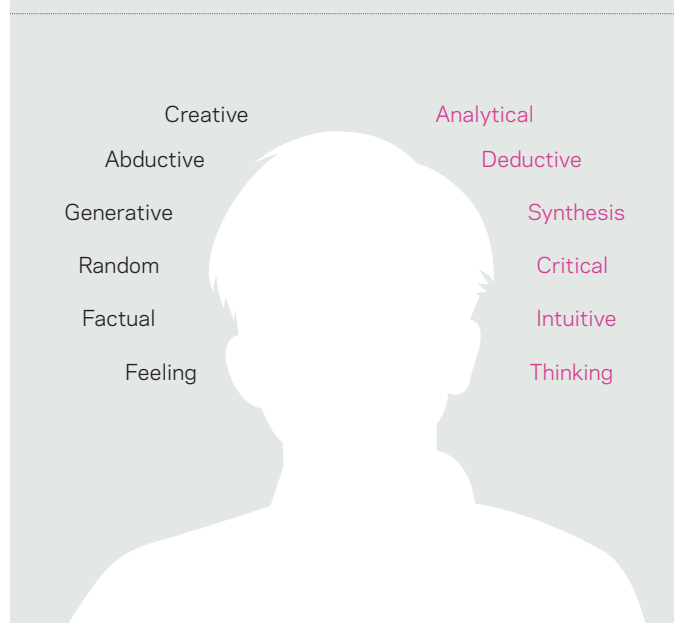 Creative
Analytical
Abductive
Deductive
Generative
Synthesis
Random
Critical
Factual
Intuitive
Feeling
Thinking